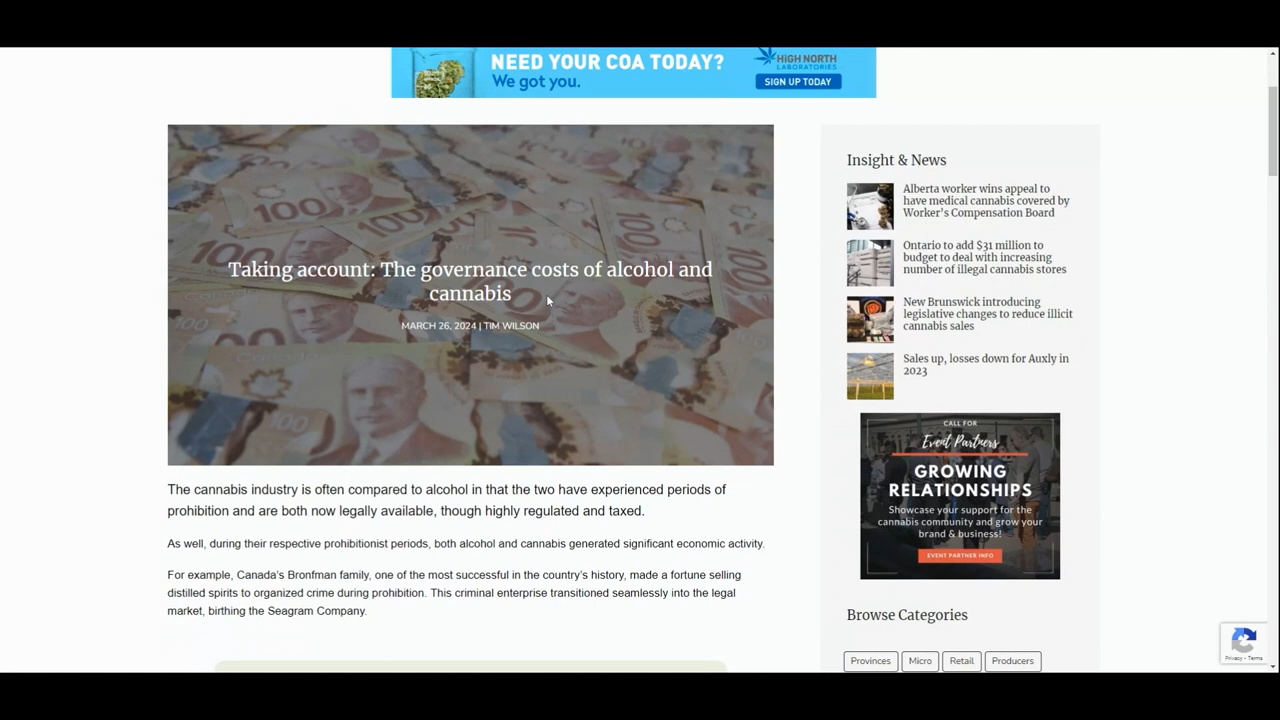 NEED YOUR COA TODAY?
We got you.
HIGH NORTH
LABORATORIES
SIGN UP TODAY
Taking account: The governance costs of alcohol and
cannabis
MARCH 26, 2024 | TIM WILSON
The cannabis industry is often compared to alcohol in that the two have experienced periods of
prohibition and are both now legally available, though highly regulated and taxed.
As well, during their respective prohibitionist periods, both alcohol and cannabis generated significant economic activity.
For example, Canada's Bronfman family, one of the most successful in the country's history, made a fortune selling
distilled spirits to organized crime during prohibition. This criminal enterprise transitioned seamlessly into the legal
market, birthing the Seagram Company.
Insight & News
Alberta worker wins appeal to
have medical cannabis covered by
Worker's Compensation Board
Ontario to add $31 million to
budget to deal with increasing
number of illegal cannabis stores
New Brunswick introducing
legislative changes to reduce illicit
cannabis sales
Sales up, losses down for Auxly in
2023
CALL FOR
Event Partners
GROWING
RELATIONSHIPS
Showcase your support for the
cannabis community and grow your
brand & business!
EVENT PARTNER INFO
Browse Categories
Provinces
Micro
Retail
Producers
Privacy - Terms